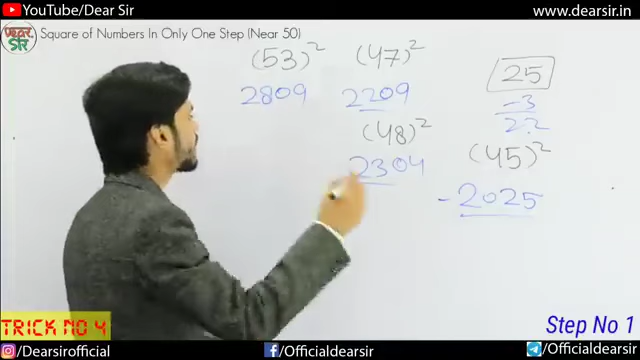 YouTube/Dear Sir
www.dearsir.in
Dear Sir
Square of Numbers In Only One Step (Near 50)
(53)² (47)²
25
2809 2209
-3
22
(48)²
(45)²
2304
-2025
TRICK NO 4
Step No 1
/Dearsirofficial
/Officialdearsir
/Officialdearsir